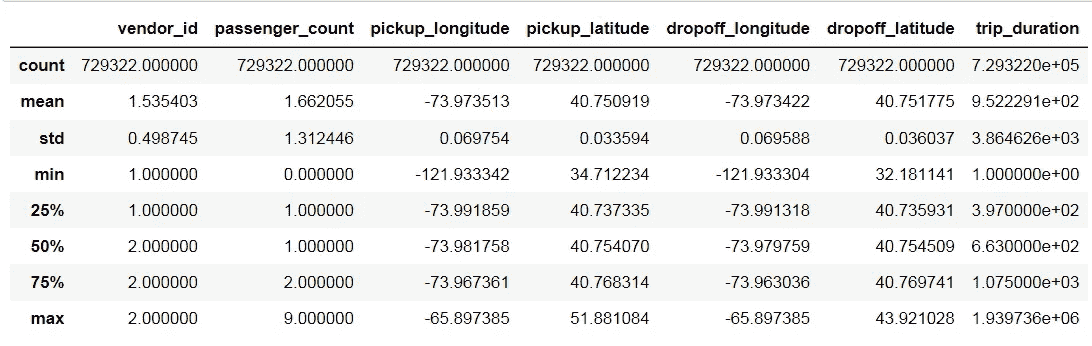 vendor_id passenger_count pickup_longitude pickup_latitude dropoff_longitude dropoff_latitude trip_duration
count 729322.000000 729322.000000 729322.000000 729322.000000 729322.000000 729322.000000 7.293220e+05
mean 1.535403 1.662055 -73.973513 40.750919 -73.973422 40.751775 9.522291e+02
std 0.498745 1.312446 0.069754 0.033594 0.069588 0.036037 3.864626e+03
min 1.000000 0.000000 -121.933342 34.712234 -121.933304 32.181141 1.000000e+00
25% 1.000000 1.000000 -73.991859 40.737335 -73.991318 40.735931 3.970000e+02
50% 2.000000 1.000000 -73.981758 40.754070 -73.979759 40.754509 6.630000e+02
75% 2.000000 2.000000 -73.967361 40.768314 -73.963036 40.769741 1.075000e+03
max 2.000000 9.000000 -65.897385 51.881084 -65.897385 43.921028 1.939736e+06